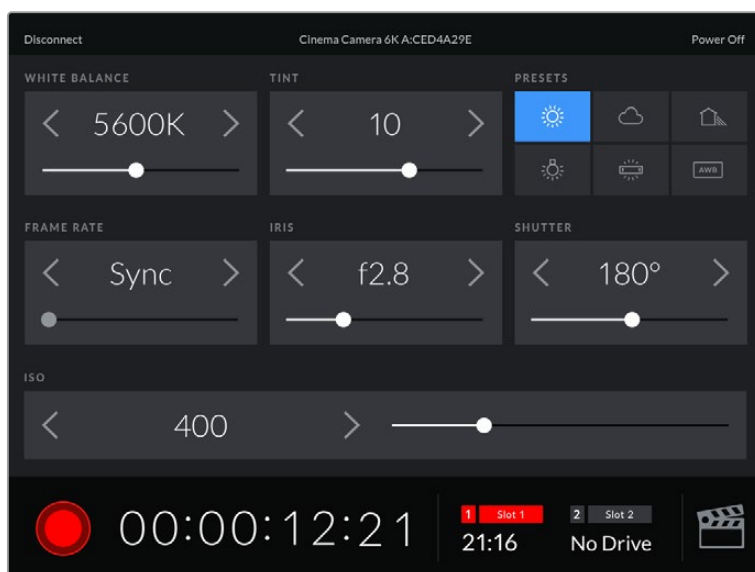 Disconnect Cinema Camera 6K A:CED4A29E Power Off
WHITE BALANCE TINT PRESETS
5600K 10
AWB
FRAME RATE IRIS SHUTTER
Sync f2.8 180°
ISO
400
00:00:12:21 1 Slot 1 2 Slot 2
21:16 No Drive